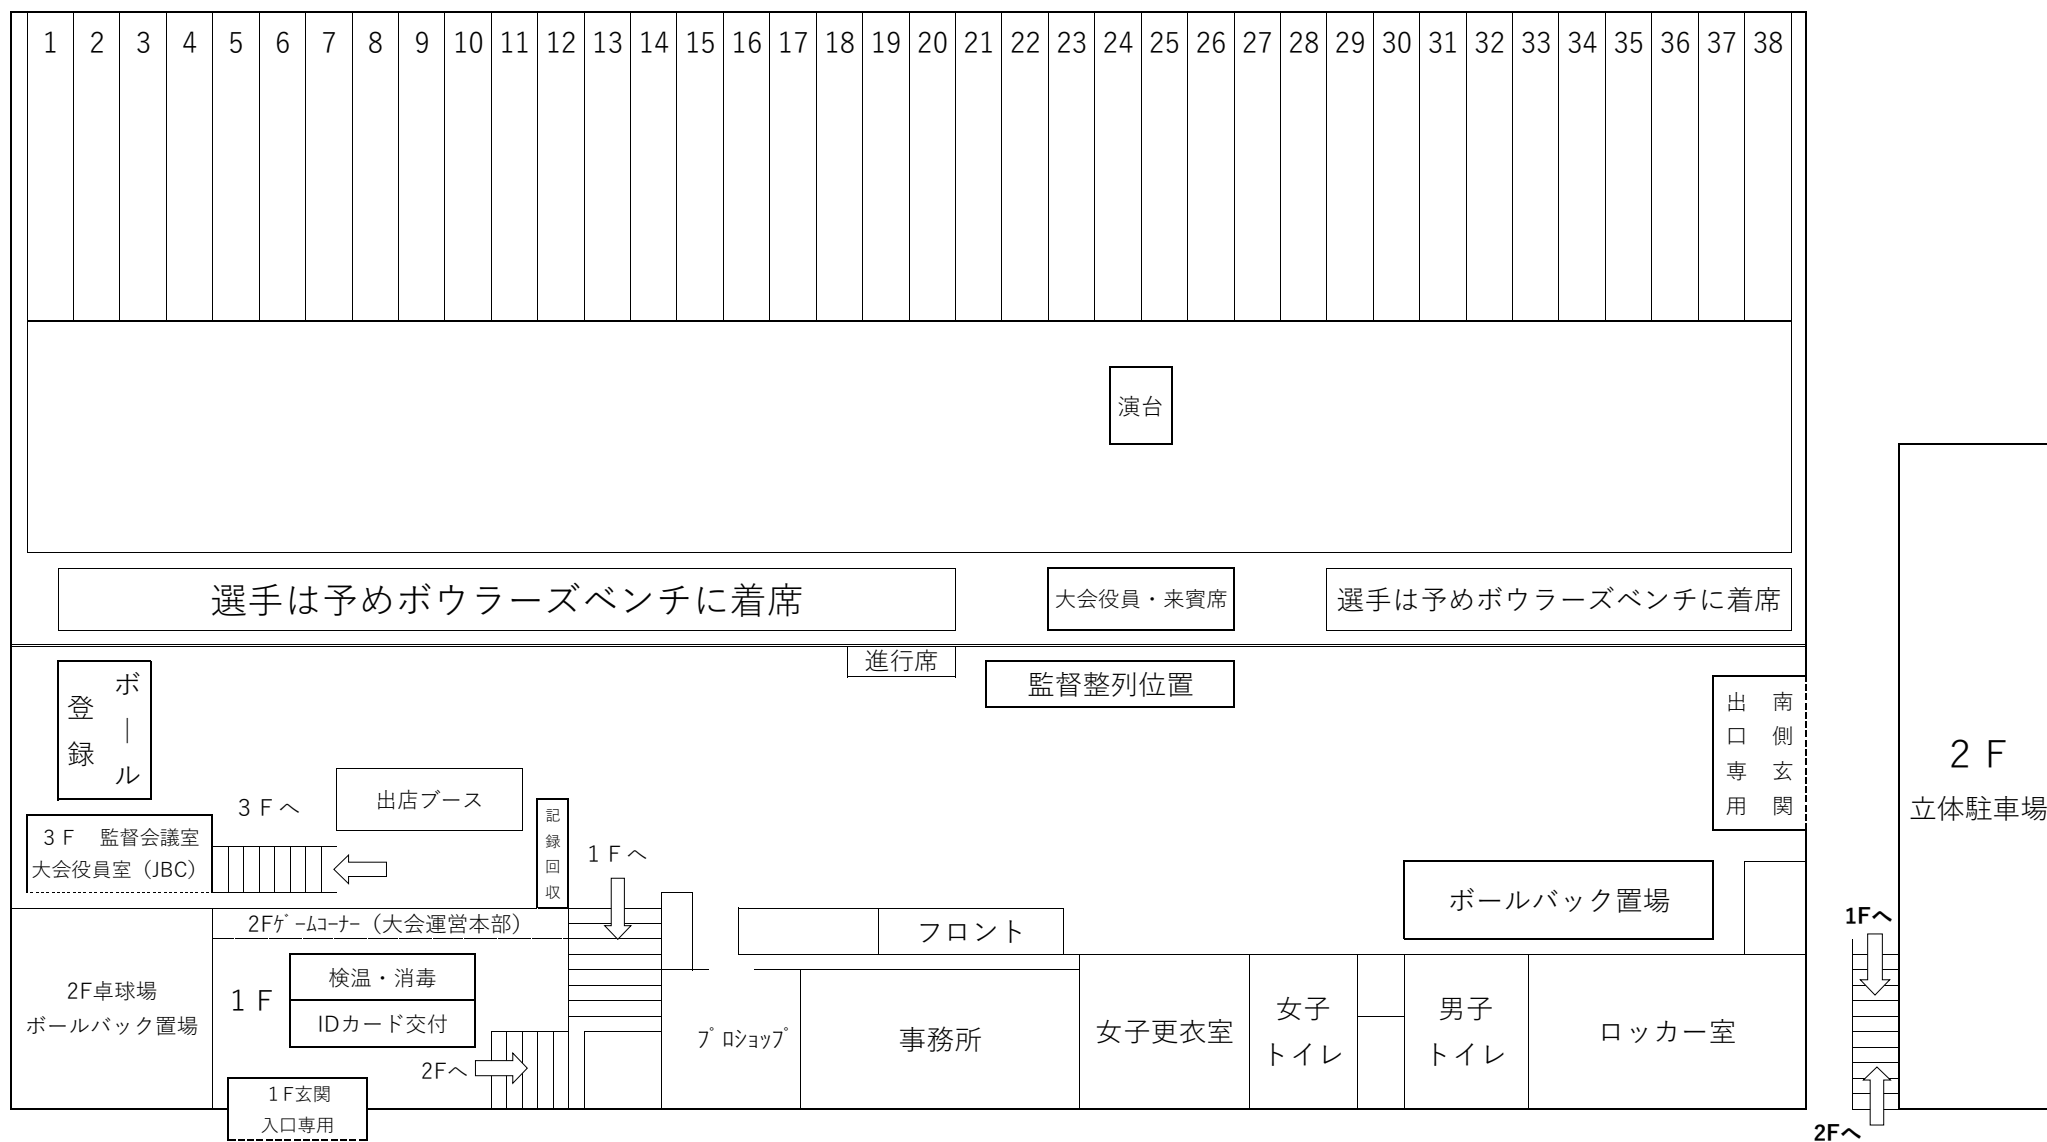 1 2 3 4 5 6 7 8 9 10 11 12 13 14 15 16 17 18 19 20 21 22 23 24 25 26 27 28 29 30 31 32 33 34 35 36 37 38
演台
選手は予めボウラーズベンチに着席
大会役員・来賓席
選手は予めボウラーズベンチに着席
進行席
監督整列位置
ボール
登録
南側玄関
出口専用
2F
立体駐車場
出店ブース
3Fへ
記録回収
3F 監督会議室
大会役員室（JBC）
1Fへ
ボールバック置場
1Fへ
2Fｹﾞｰﾑｺｰﾅｰ（大会運営本部）
フロント
2F卓球場
ボールバック置場
1F
検温・消毒
IDカード交付
2Fへ
ﾌﾟﾛｼｮｯﾌﾟ
事務所
女子更衣室
女子
トイレ
男子
トイレ
ロッカー室
1F玄関
入口専用
2Fへ